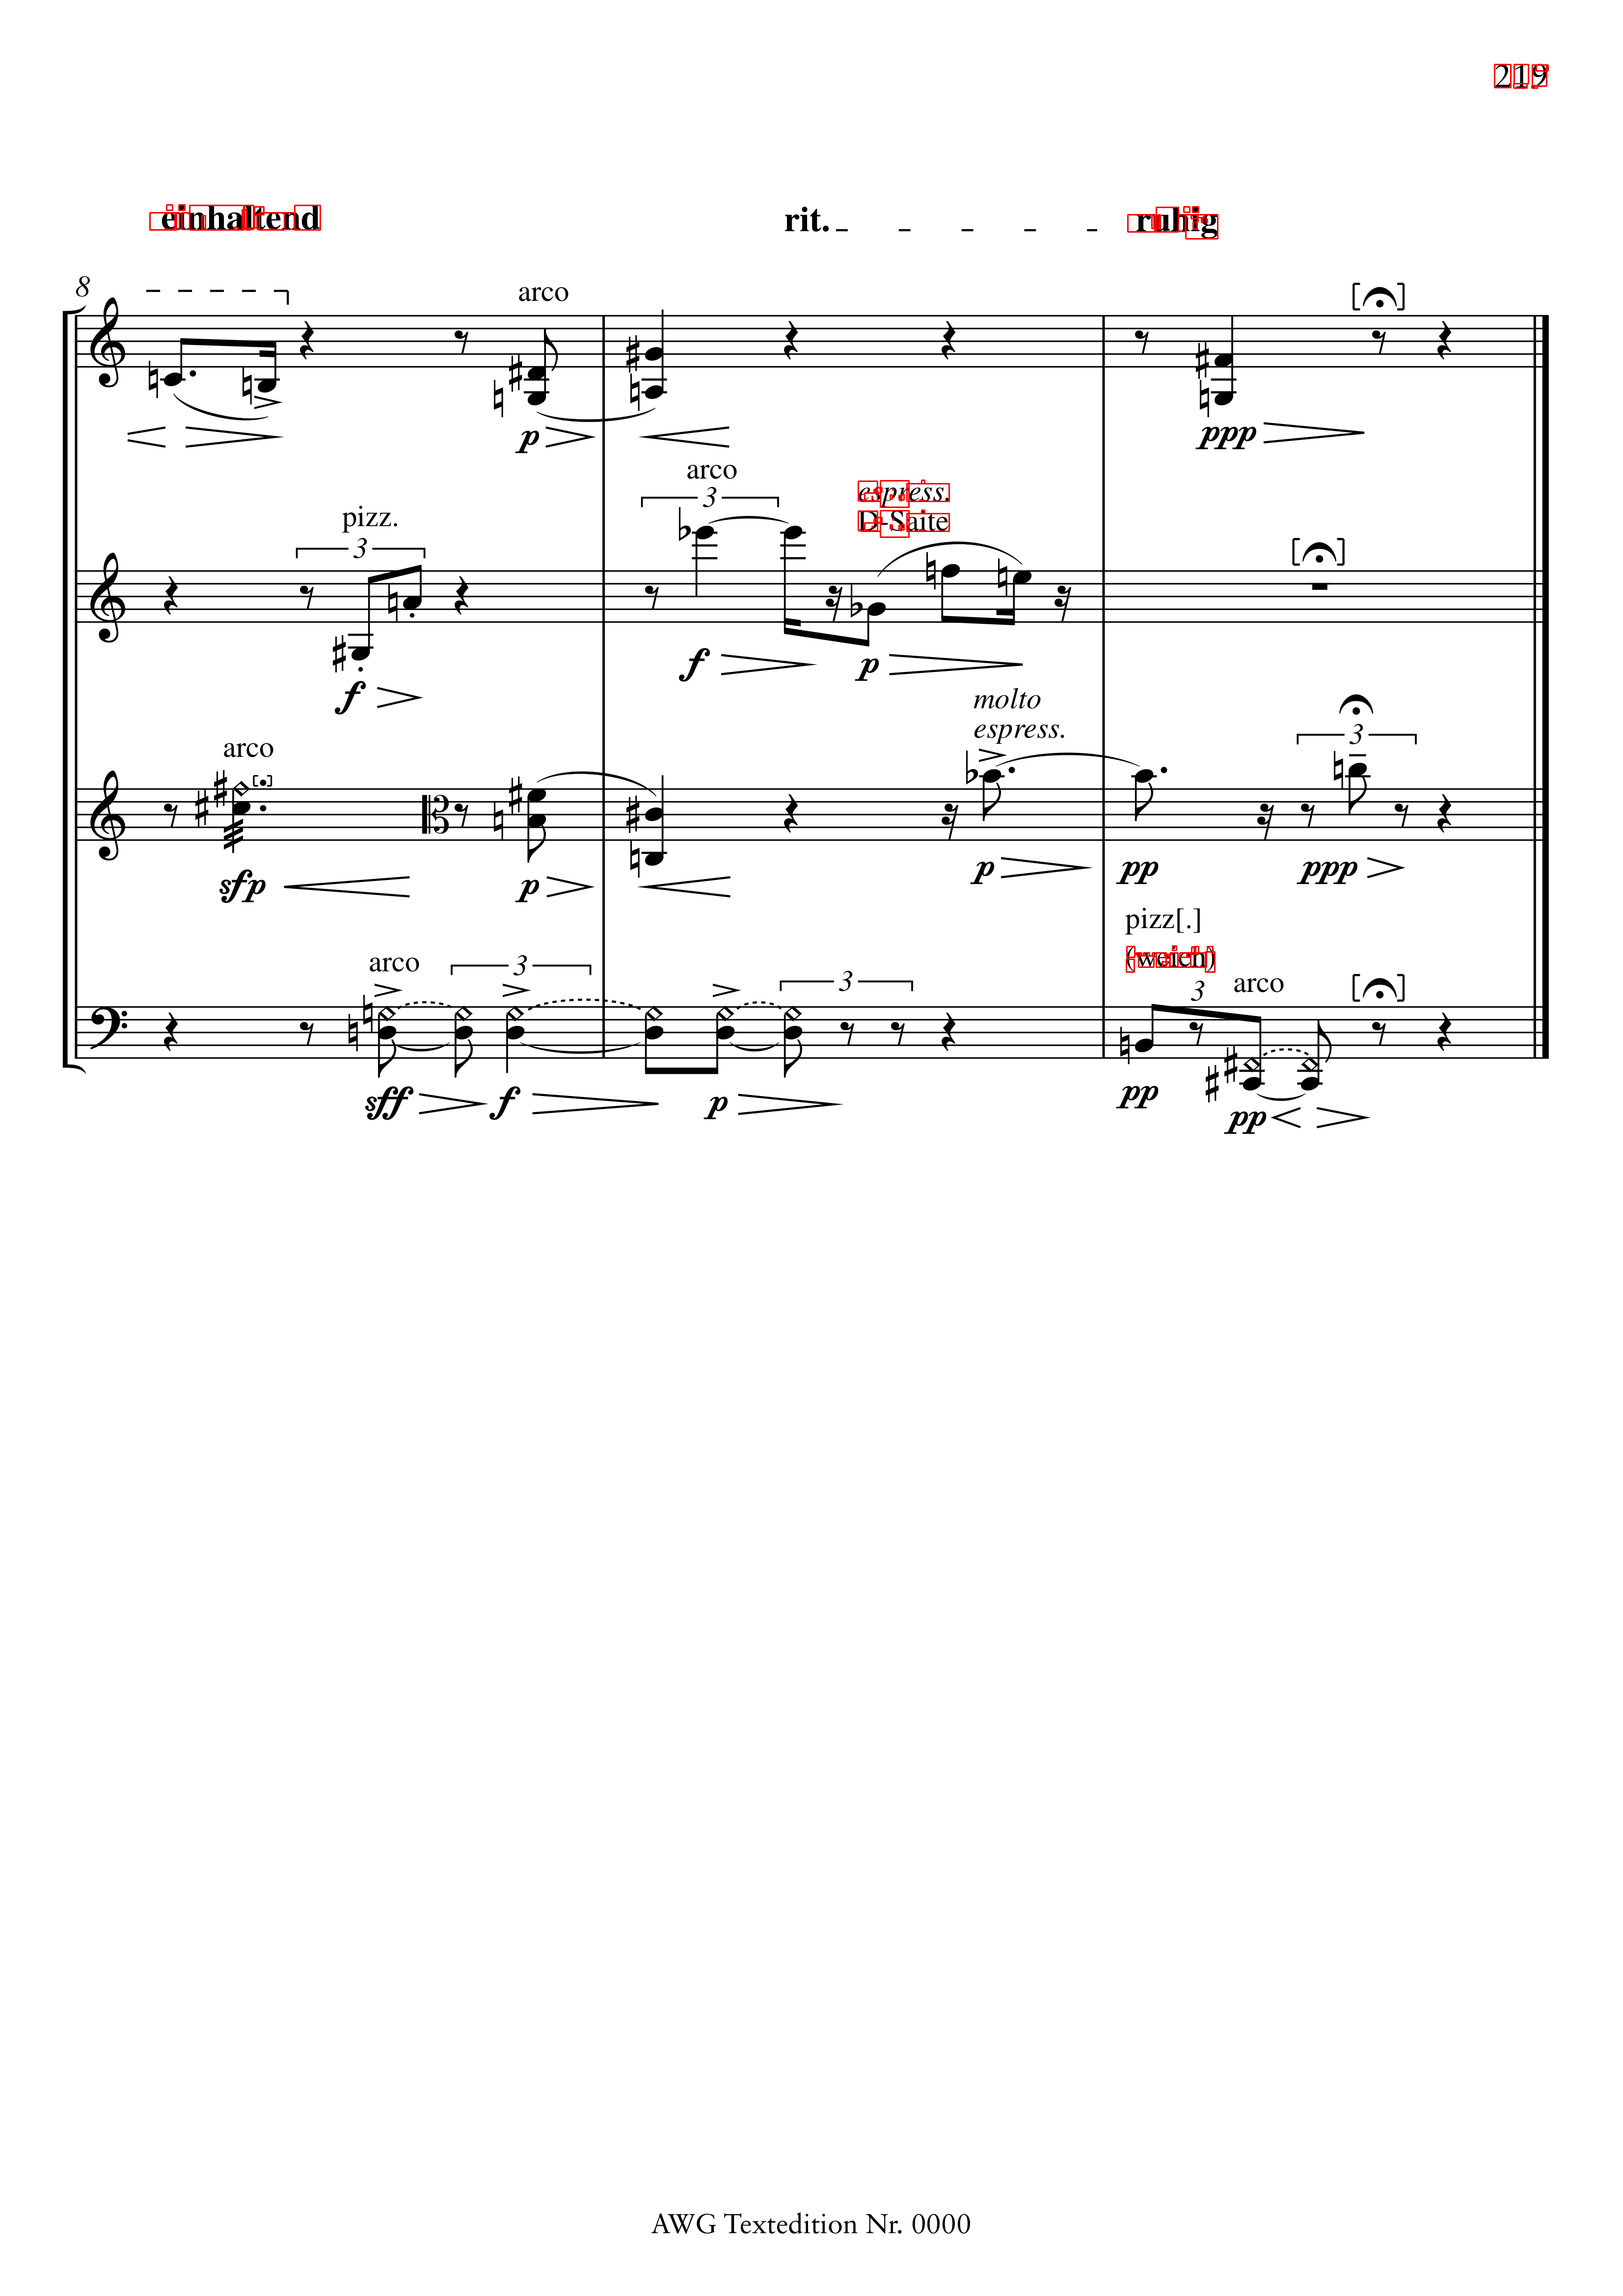 219
einhaltend rit. ruhig
8
arco
p
ppp
arco
3
espress.
pizz.
D-Saite
3
f
p
f
molto
espress.
arco
3
sfp
p
p
pp
ppp
pizz[.]
(weich)
arco
3
3
3
arco
sff
f
p
pp
pp
AWG Textedition Nr. 0000